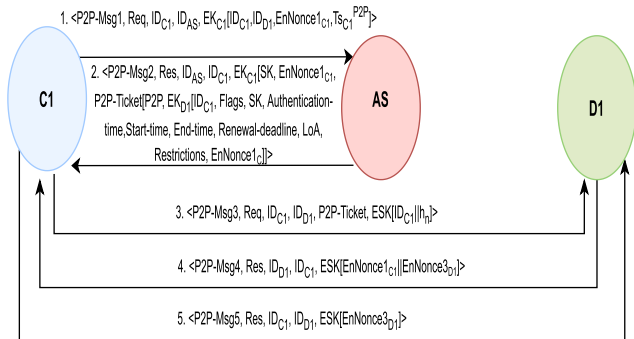 1. <P2P-Msg1, Req, ID_C1, ID_AS, EK_C1[ID_C1,ID_D1,EnNonce1_C1,Ts_C1^P2P]>
2. <P2P-Msg2, Res, ID_AS, ID_C1, EK_C1[SK, EnNonce1_C1,
P2P-Ticket[P2P, EK_D1[ID_C1, Flags, SK, Authentication-
time,Start-time, End-time, Renewal-deadline, LoA,
Restrictions, EnNonce1_C]]>
C1
AS
D1
3. <P2P-Msg3, Req, ID_C1, ID_D1, P2P-Ticket, ESK[ID_C1||h_n]>
4. <P2P-Msg4, Res, ID_D1, ID_C1, ESK[EnNonce1_C1||EnNonce3_D1]>
5. <P2P-Msg5, Res, ID_C1, ID_D1, ESK[EnNonce3_D1]>